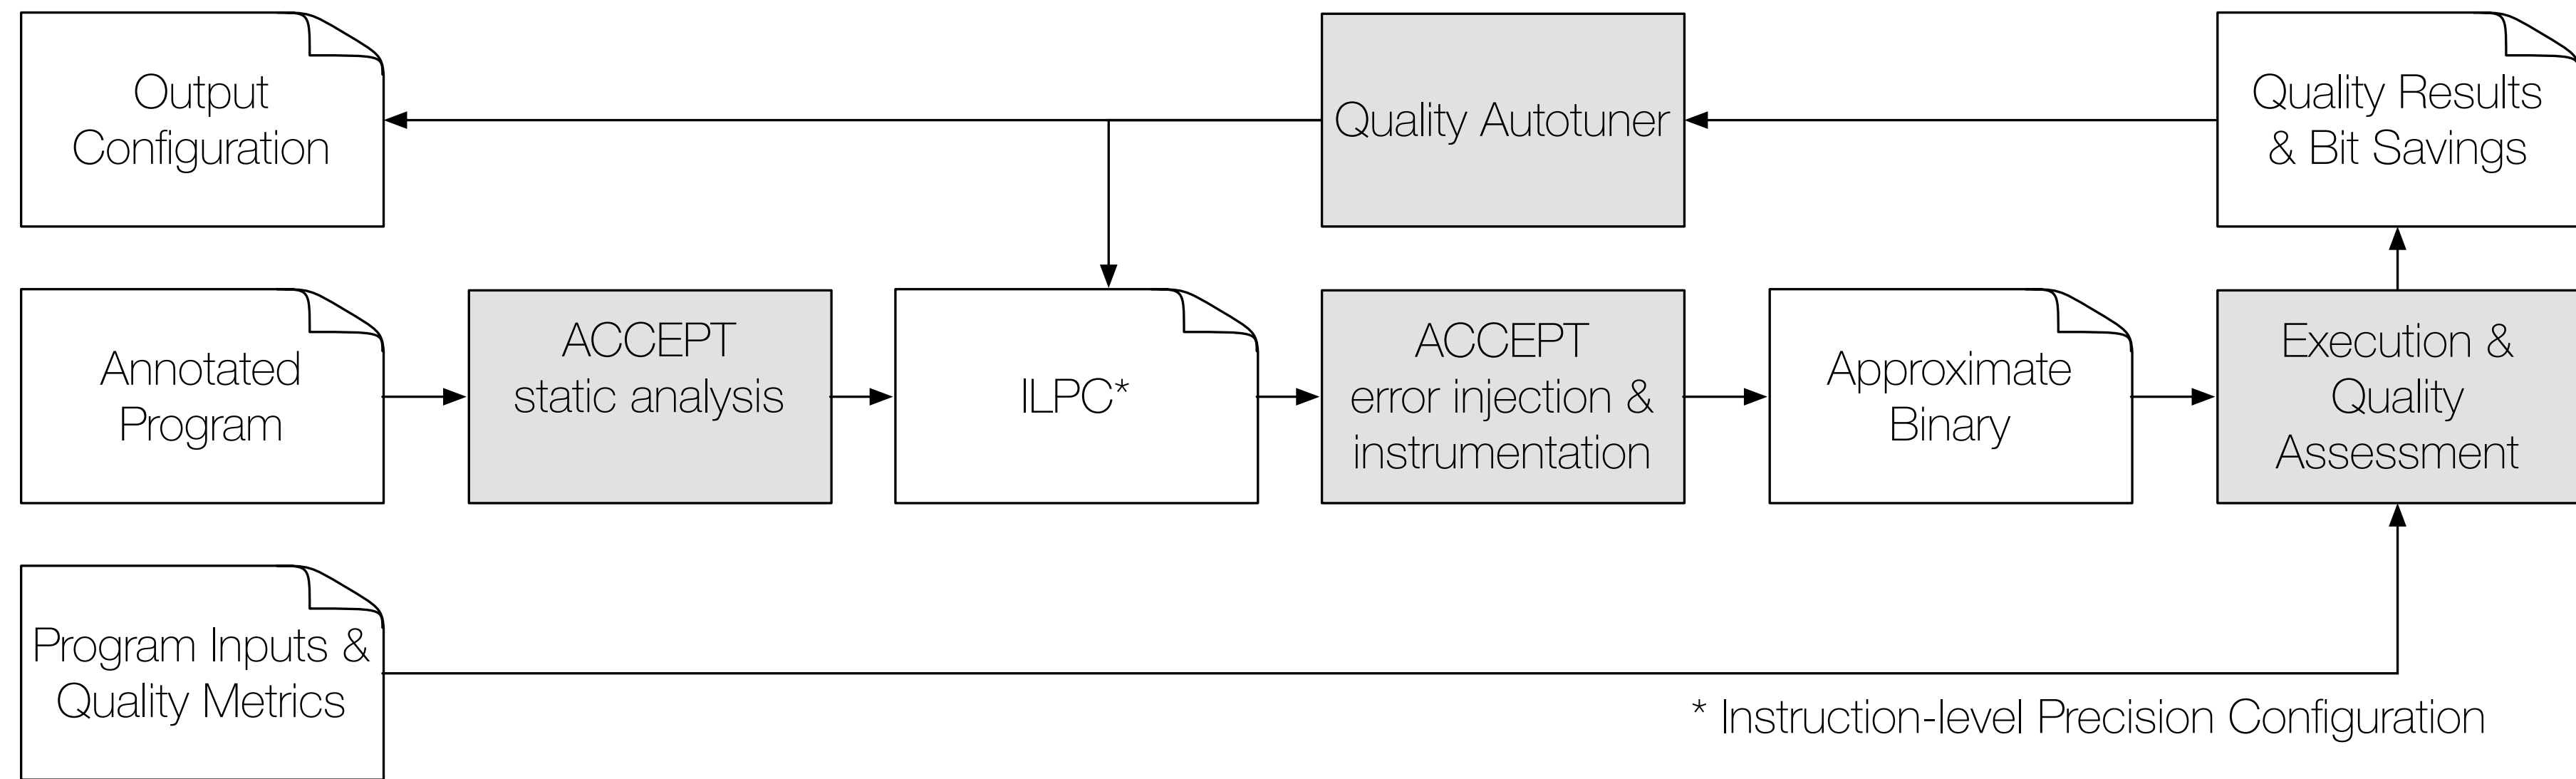 Output
Configuration
Quality Autotuner
Quality Results
& Bit Savings
Annotated
Program
ACCEPT
static analysis
ILPC*
ACCEPT
error injection &
instrumentation
Approximate
Binary
Execution &
Quality
Assessment
Program Inputs &
Quality Metrics
* Instruction-level Precision Configuration